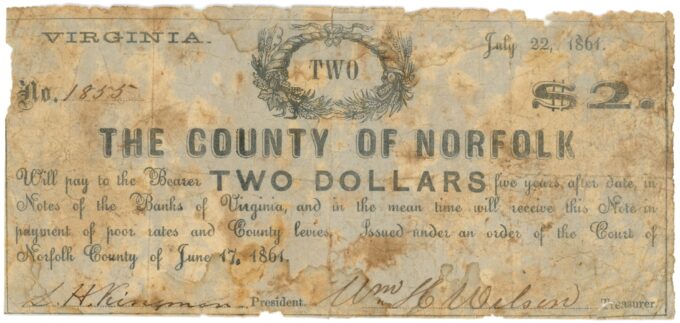 VIRGINIA.
July 22, 1861.
TWO
No. 1855
$2.
THE COUNTY OF NORFOLK
Will pay to the Bearer TWO DOLLARS five years, after date, in
Notes of the Banks of Virginia, and in the mean time will receive this Note in
payment of poor rates and County levies. Issued under an order of the Court of
Norfolk County of June 17, 1861.
L. H. Kingman President. Wm H Wilson Treasurer.